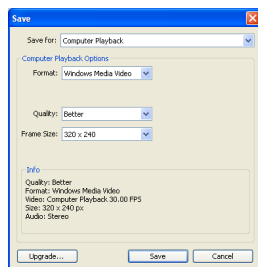 Save
Save for: Computer Playback
Computer Playback Options
Format: Windows Media Video
Quality: Better
Frame Size: 320 x 240
Info
Quality: Better
Format: Windows Media Video
Video: Computer Playback 30.00 FPS
Size: 320 x 240 px
Audio: Stereo
Upgrade... Save Cancel